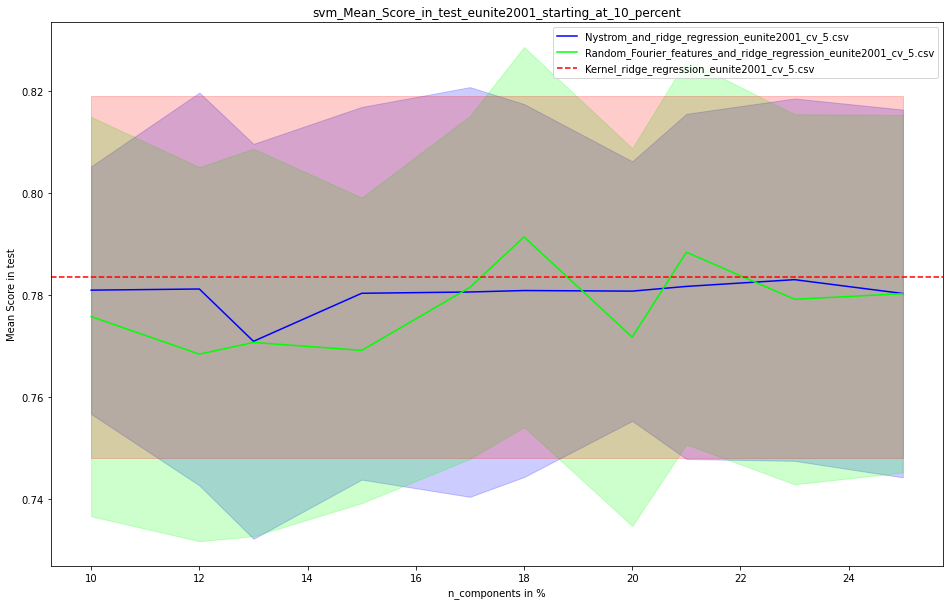 svm_Mean_Score_in_test_eunite2001_starting_at_10_percent
Nystrom_and_ridge_regression_eunite2001_cv_5.csv
Random_Fourier_features_and_ridge_regression_eunite2001_cv_5.csv
Kernel_ridge_regression_eunite2001_cv_5.csv
0.82
0.80
0.78
0.76
0.74
Mean Score in test
10 12 14 16 18 20 22 24
n_components in %